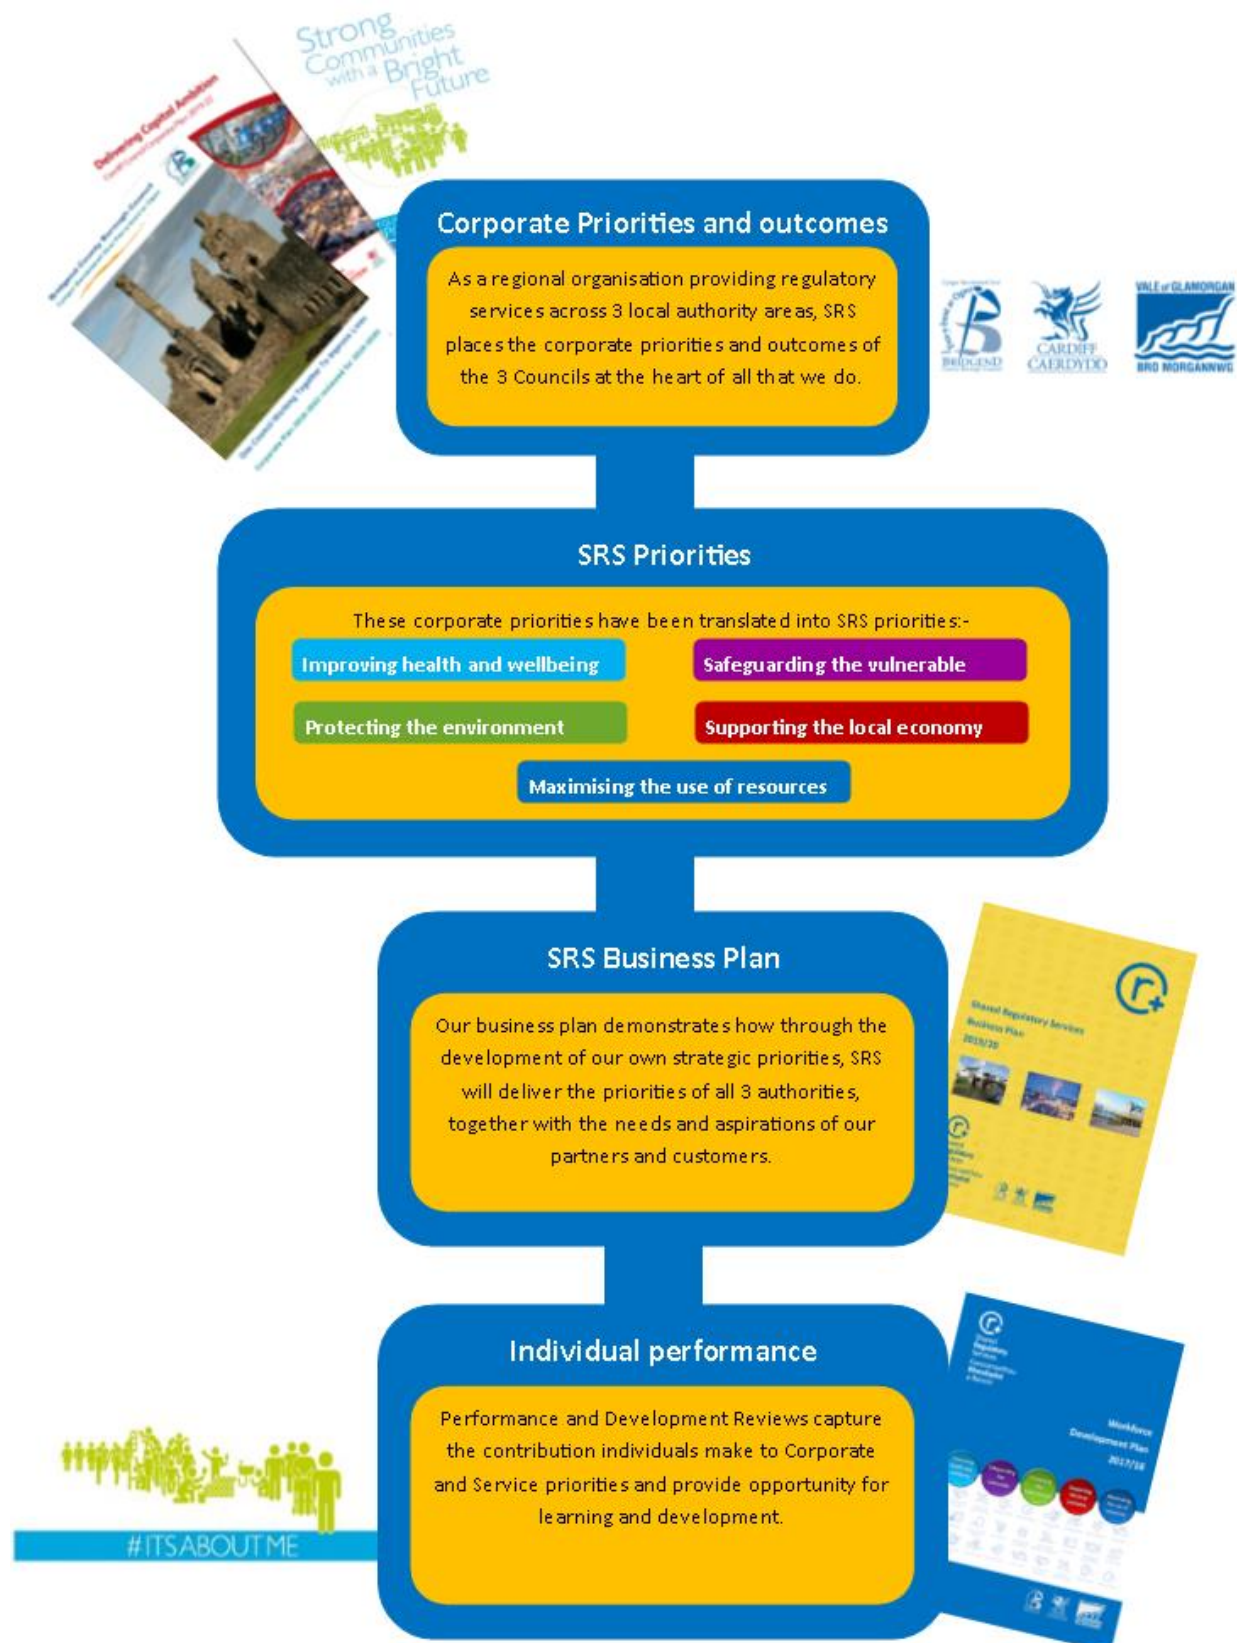 Strong
Communities
with a Bright
Future
Delivering Capital Ambition
Corporate Priorities and outcomes
As a regional organisation providing regulatory
services across 3 local authority areas, SRS
places the corporate priorities and outcomes of
the 3 Councils at the heart of all that we do.
BRIDGEND
CARDIFF
CAERDYDD
VALE of GLAMORGAN
BRO MORGANNWG
SRS Priorities
These corporate priorities have been translated into SRS priorities:-
Improving health and wellbeing
Safeguarding the vulnerable
Protecting the environment
Supporting the local economy
Maximising the use of resources
SRS Business Plan
Our business plan demonstrates how through the
development of our own strategic priorities, SRS
will deliver the priorities of all 3 authorities,
together with the needs and aspirations of our
partners and customers.
Shared Regulatory Services
Business Plan
2019/20
Individual performance
Performance and Development Reviews capture
the contribution individuals make to Corporate
and Service priorities and provide opportunity for
learning and development.
#ITSABOUTME
Workforce
Development Plan
2017/18